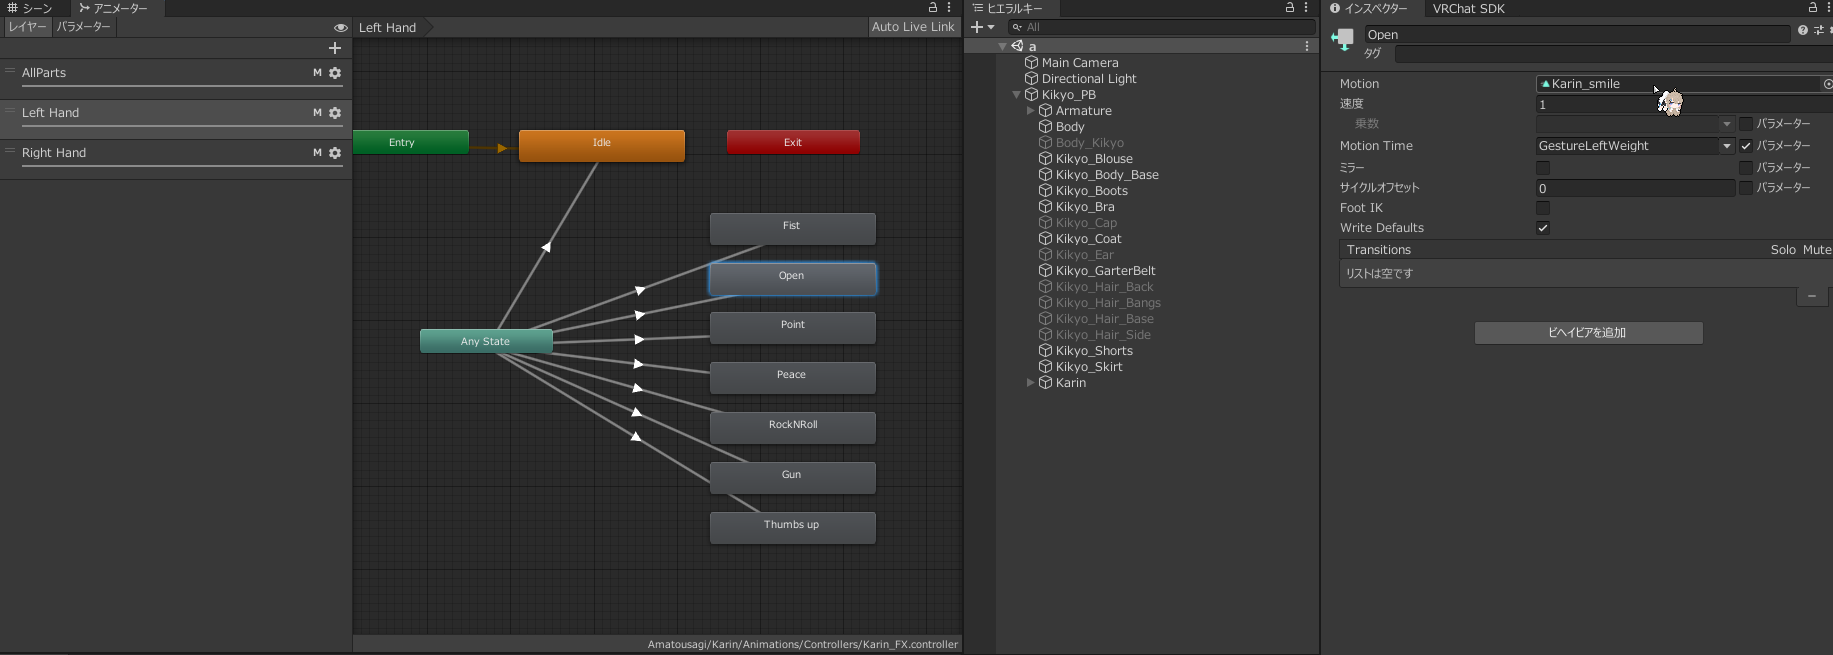 シーン
アニメーター
レイヤー
パラメーター
Left Hand
Auto Live Link
AllParts
M
Left Hand
M
Right Hand
M
Entry
Idle
Exit
Fist
Open
Point
Any State
Peace
RockNRoll
Gun
Thumbs up
Amatousagi/Karin/Animations/Controllers/Karin_FX.controller
ヒエラルキー
All
a
Main Camera
Directional Light
Kikyo_PB
Armature
Body
Body_Kikyo
Kikyo_Blouse
Kikyo_Body_Base
Kikyo_Boots
Kikyo_Bra
Kikyo_Cap
Kikyo_Coat
Kikyo_Ear
Kikyo_GarterBelt
Kikyo_Hair_Back
Kikyo_Hair_Bangs
Kikyo_Hair_Base
Kikyo_Hair_Side
Kikyo_Shorts
Kikyo_Skirt
Karin
インスペクター
VRChat SDK
Open
タグ
Motion
Karin_smile
速度
1
乗数
パラメーター
Motion Time
GestureLeftWeight
パラメーター
ミラー
パラメーター
サイクルオフセット
0
パラメーター
Foot IK
Write Defaults
Transitions
Solo Mute
リストは空です
ビヘイビアを追加